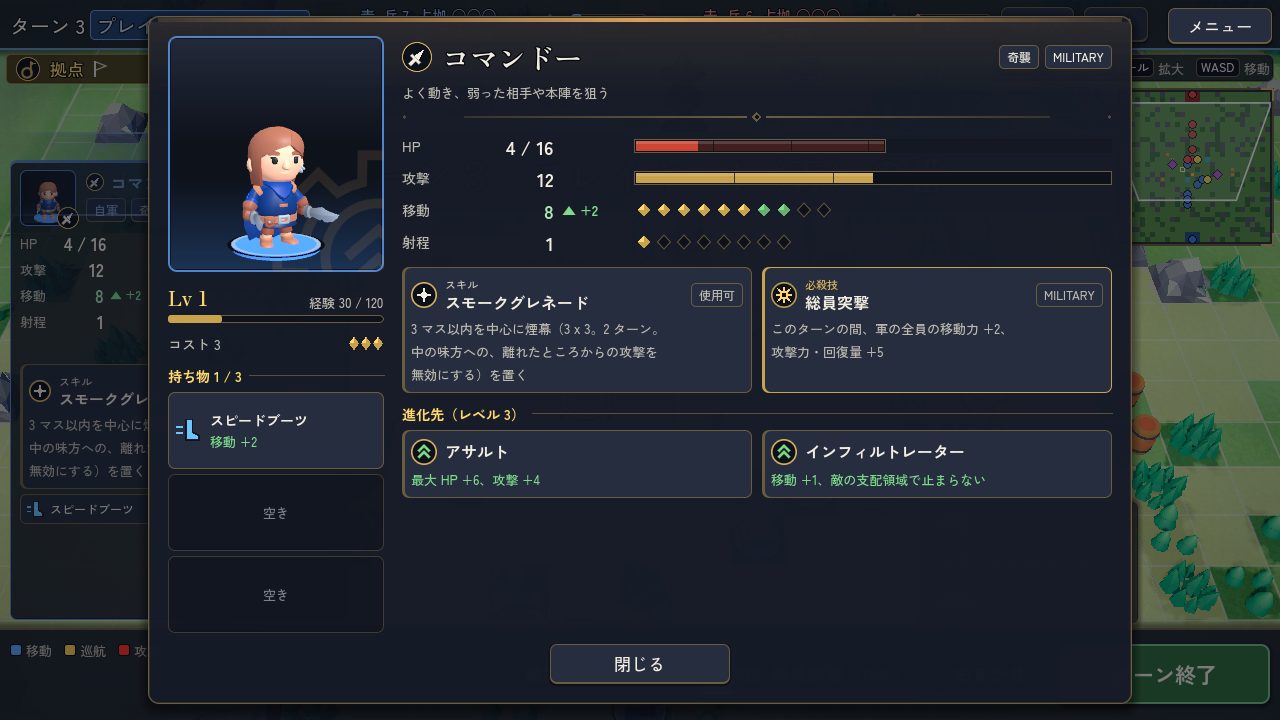 ターン 3
プレイ
メニュー
拠点
拡大
WASD
移動
コマンドー
奇襲
MILITARY
よく動き、弱った相手や本陣を狙う
HP
4 / 16
攻撃
12
移動
8
+2
射程
1
Lv 1
経験 30 / 120
コスト 3
持ち物 1 / 3
スピードブーツ
移動 +2
空き
空き
スキル
スモークグレネード
使用可
3 マス以内を中心に煙幕（3 x 3。2 ターン。
中の味方への、離れたところからの攻撃を
無効にする）を置く
必殺技
総員突撃
MILITARY
このターンの間、軍の全員の移動力 +2、
攻撃力・回復量 +5
進化先（レベル 3）
アサルト
最大 HP +6、攻撃 +4
インフィルトレーター
移動 +1、敵の支配領域で止まらない
閉じる
コマ
自軍
HP
4 / 16
攻撃
12
移動
8
+2
射程
1
スキル
スモークグレ
3 マス以内を中心に
中の味方への、離れ
無効にする）を置く
スピードブーツ
移動
巡航
攻
ーン終了